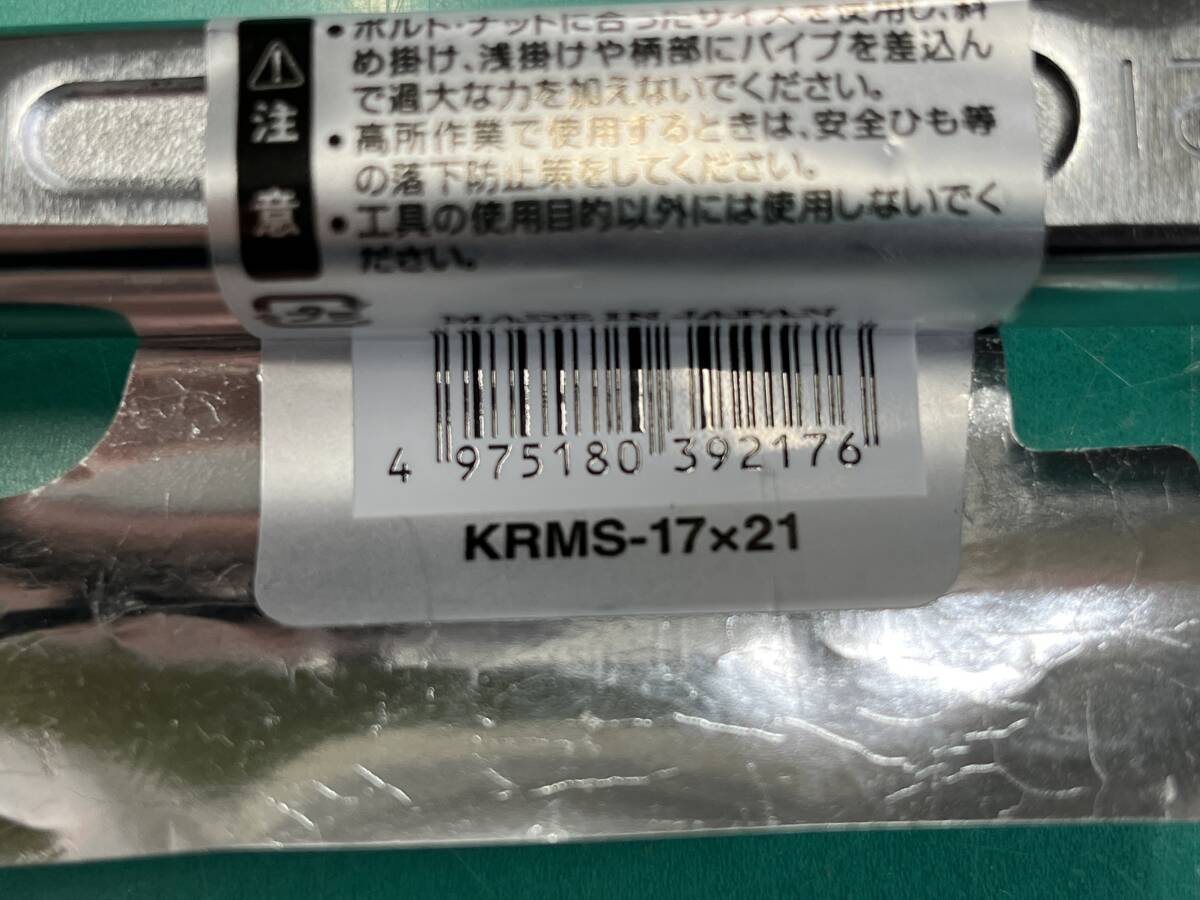 注意
• ボルト・ナットに合ったサイズを使用し、斜
め掛け、浅掛けや柄部にパイプを差込ん
で過大な力を加えないでください。
• 高所作業で使用するときは、安全ひも等
の落下防止策をしてください。
• 工具の使用目的以外には使用しないでく
ださい。
MADE IN JAPAN
4 975180 392176
KRMS-17×21